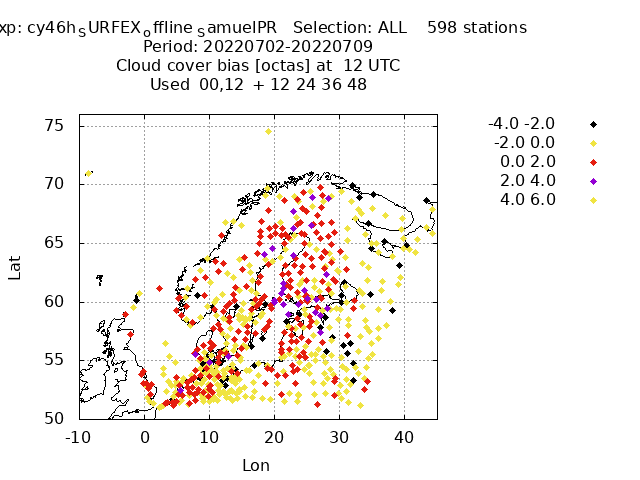 xp: cy46h_SURFEX_offline_SamuelPR Selection: ALL 598 stations
Period: 20220702-20220709
Cloud cover bias [octas] at 12 UTC
Used 00,12 + 12 24 36 48
-4.0 -2.0
-2.0 0.0
0.0 2.0
2.0 4.0
4.0 6.0
75
70
65
60
55
50
Lat
-10 0 10 20 30 40
Lon